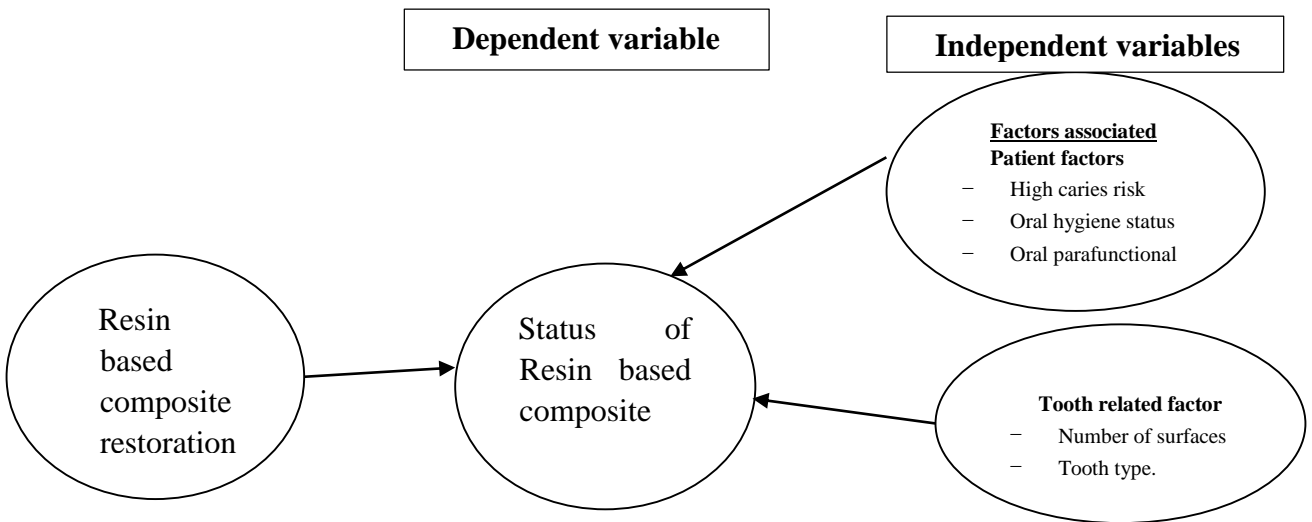 Dependent variable
Independent variables
Factors associated
Patient factors
– High caries risk
– Oral hygiene status
– Oral parafunctional
Resin
based
composite
restoration
Status of
Resin based
composite
Tooth related factor
– Number of surfaces
– Tooth type.